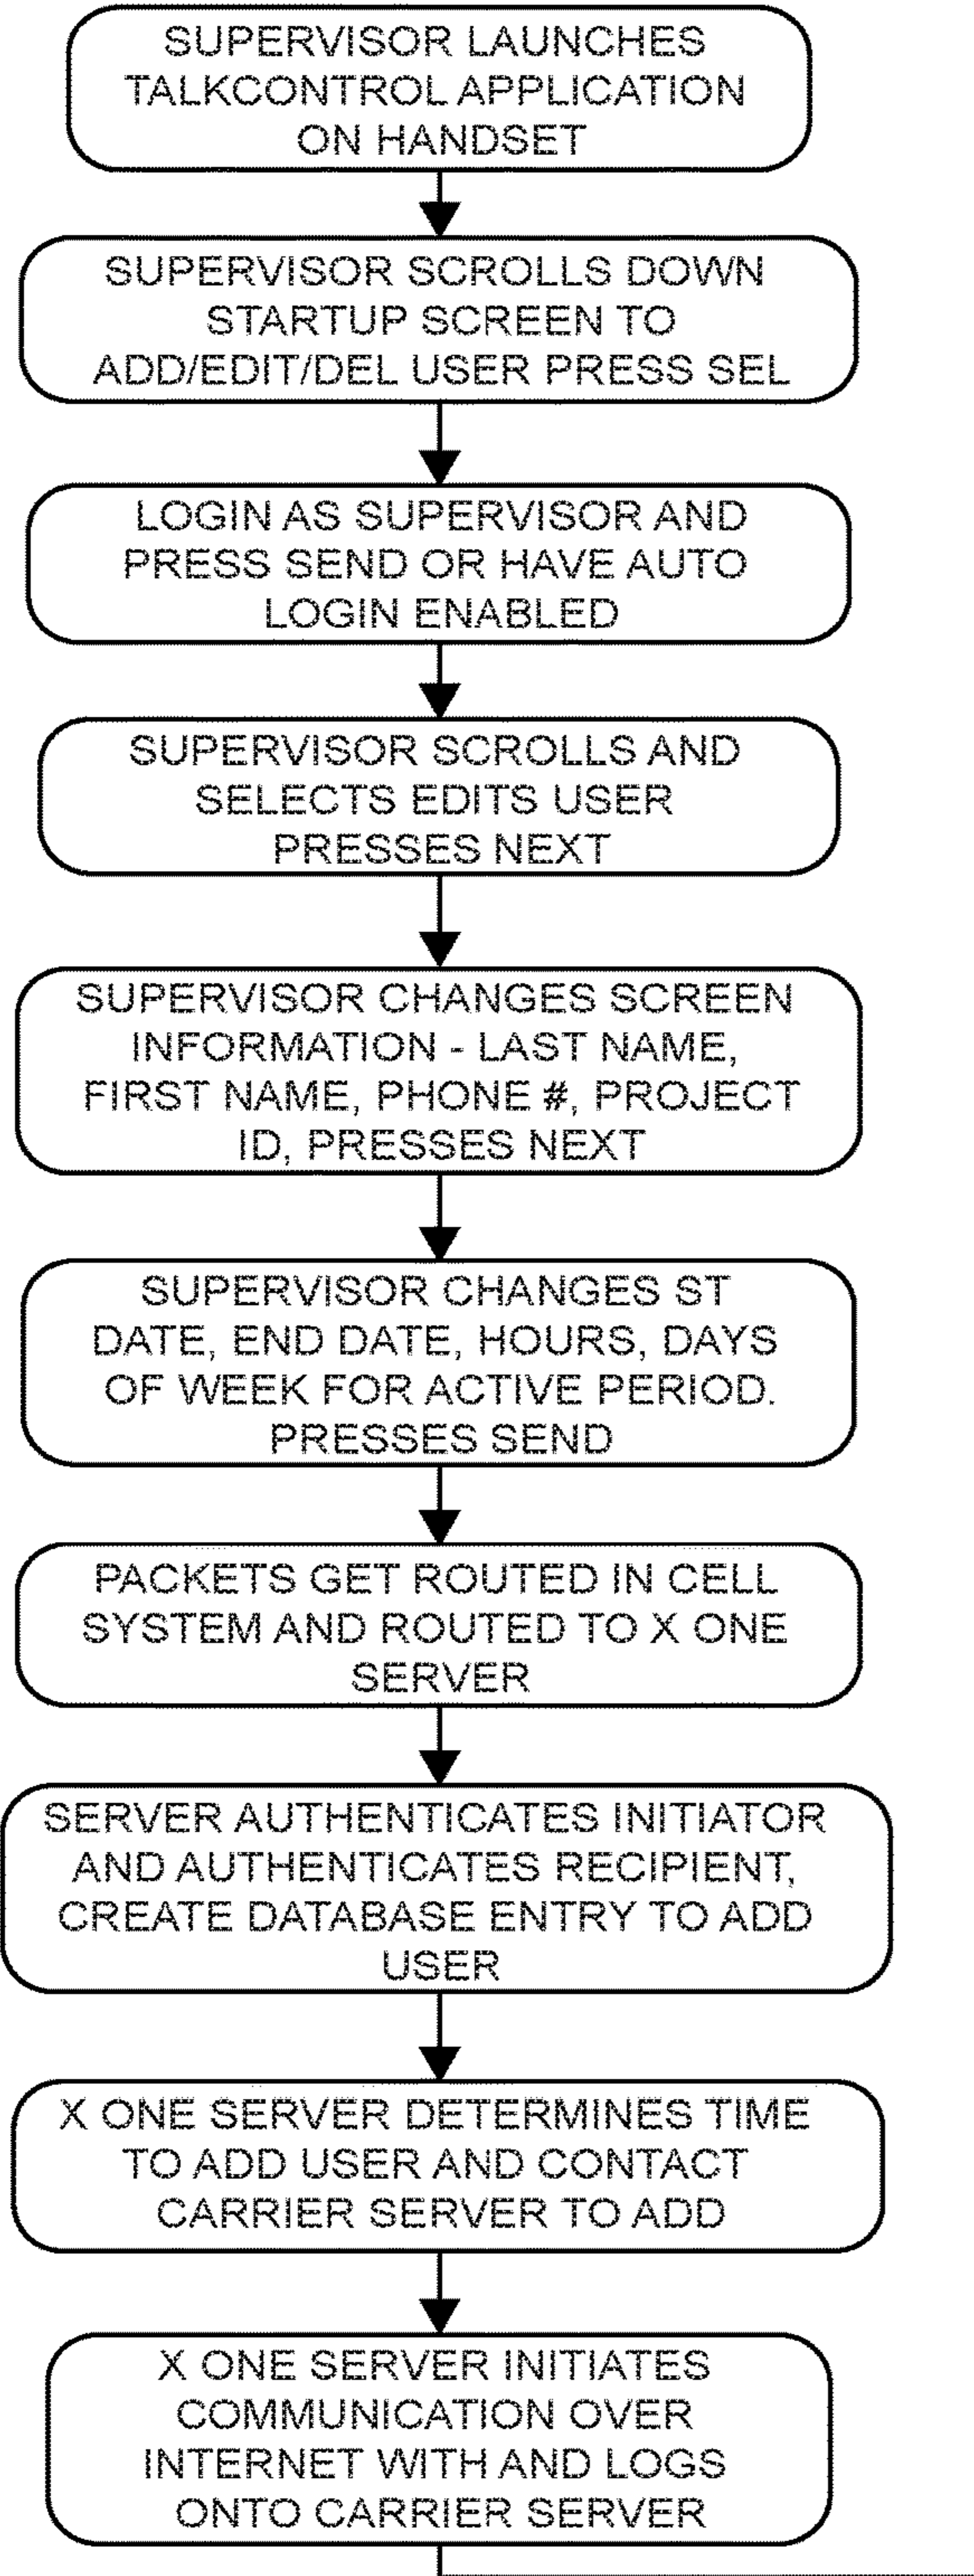 SUPERVISOR LAUNCHES
TALKCONTROL APPLICATION
ON HANDSET
SUPERVISOR SCROLLS DOWN
STARTUP SCREEN TO
ADD/EDIT/DEL USER PRESS SEL
LOGIN AS SUPERVISOR AND
PRESS SEND OR HAVE AUTO
LOGIN ENABLED
SUPERVISOR SCROLLS AND
SELECTS EDITS USER
PRESSES NEXT
SUPERVISOR CHANGES SCREEN
INFORMATION - LAST NAME,
FIRST NAME, PHONE #, PROJECT
ID, PRESSES NEXT
SUPERVISOR CHANGES ST
DATE, END DATE, HOURS, DAYS
OF WEEK FOR ACTIVE PERIOD.
PRESSES SEND
PACKETS GET ROUTED IN CELL
SYSTEM AND ROUTED TO X ONE
SERVER
SERVER AUTHENTICATES INITIATOR
AND AUTHENTICATES RECIPIENT,
CREATE DATABASE ENTRY TO ADD
USER
X ONE SERVER DETERMINES TIME
TO ADD USER AND CONTACT
CARRIER SERVER TO ADD
X ONE SERVER INITIATES
COMMUNICATION OVER
INTERNET WITH AND LOGS
ONTO CARRIER SERVER